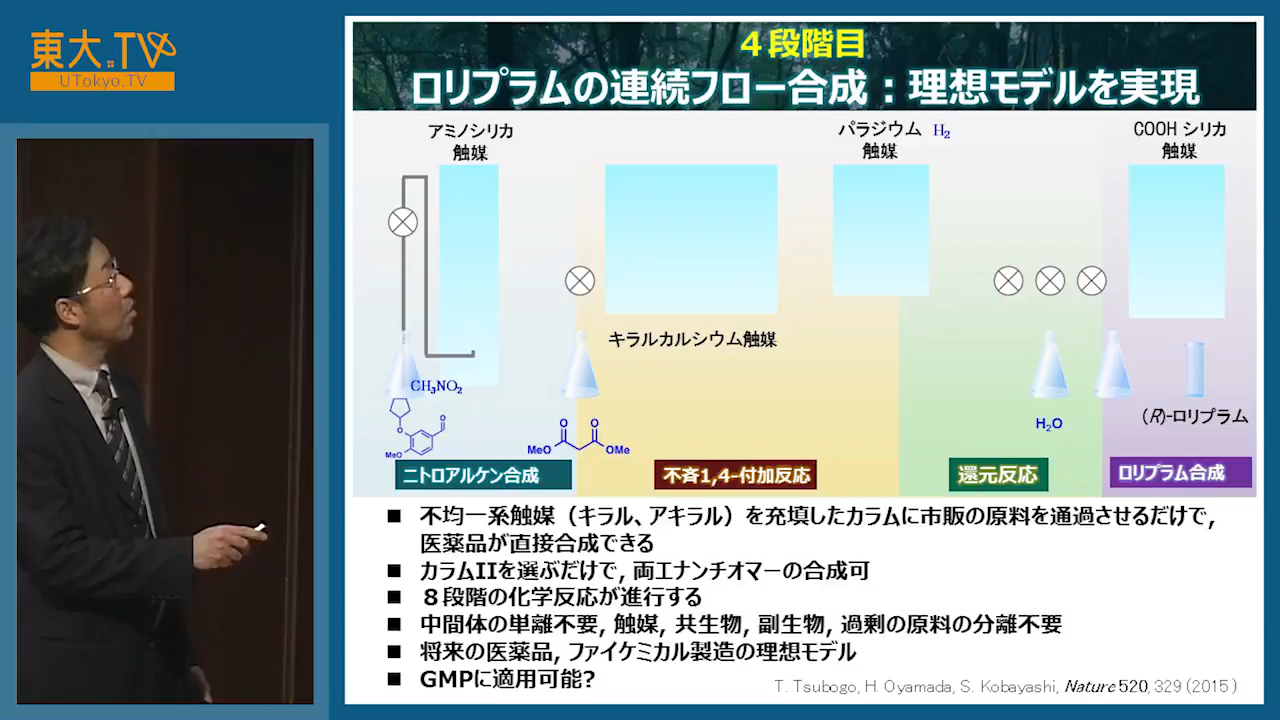 東大.TV
UTokyo.TV
4段階目
ロリプラムの連続フロー合成：理想モデルを実現
アミノシリカ
触媒
パラジウム H₂
触媒
COOH シリカ
触媒
キラルカルシウム触媒
CH₃NO₂
O
O
MeO
O
O
MeO
OMe
H₂O
(R)-ロリプラム
ニトロアルケン合成
不斉1,4-付加反応
還元反応
ロリプラム合成
■ 不均一系触媒（キラル、アキラル）を充填したカラムに市販の原料を通過させるだけで,
医薬品が直接合成できる
■ カラムIIを選ぶだけで, 両エナンチオマーの合成可
■ 8段階の化学反応が進行する
■ 中間体の単離不要, 触媒, 共生物, 副生物, 過剰の原料の分離不要
■ 将来の医薬品, ファイケミカル製造の理想モデル
■ GMPに適用可能?
T. Tsubogo, H. Oyamada, S. Kobayashi, Nature 520, 329 (2015)